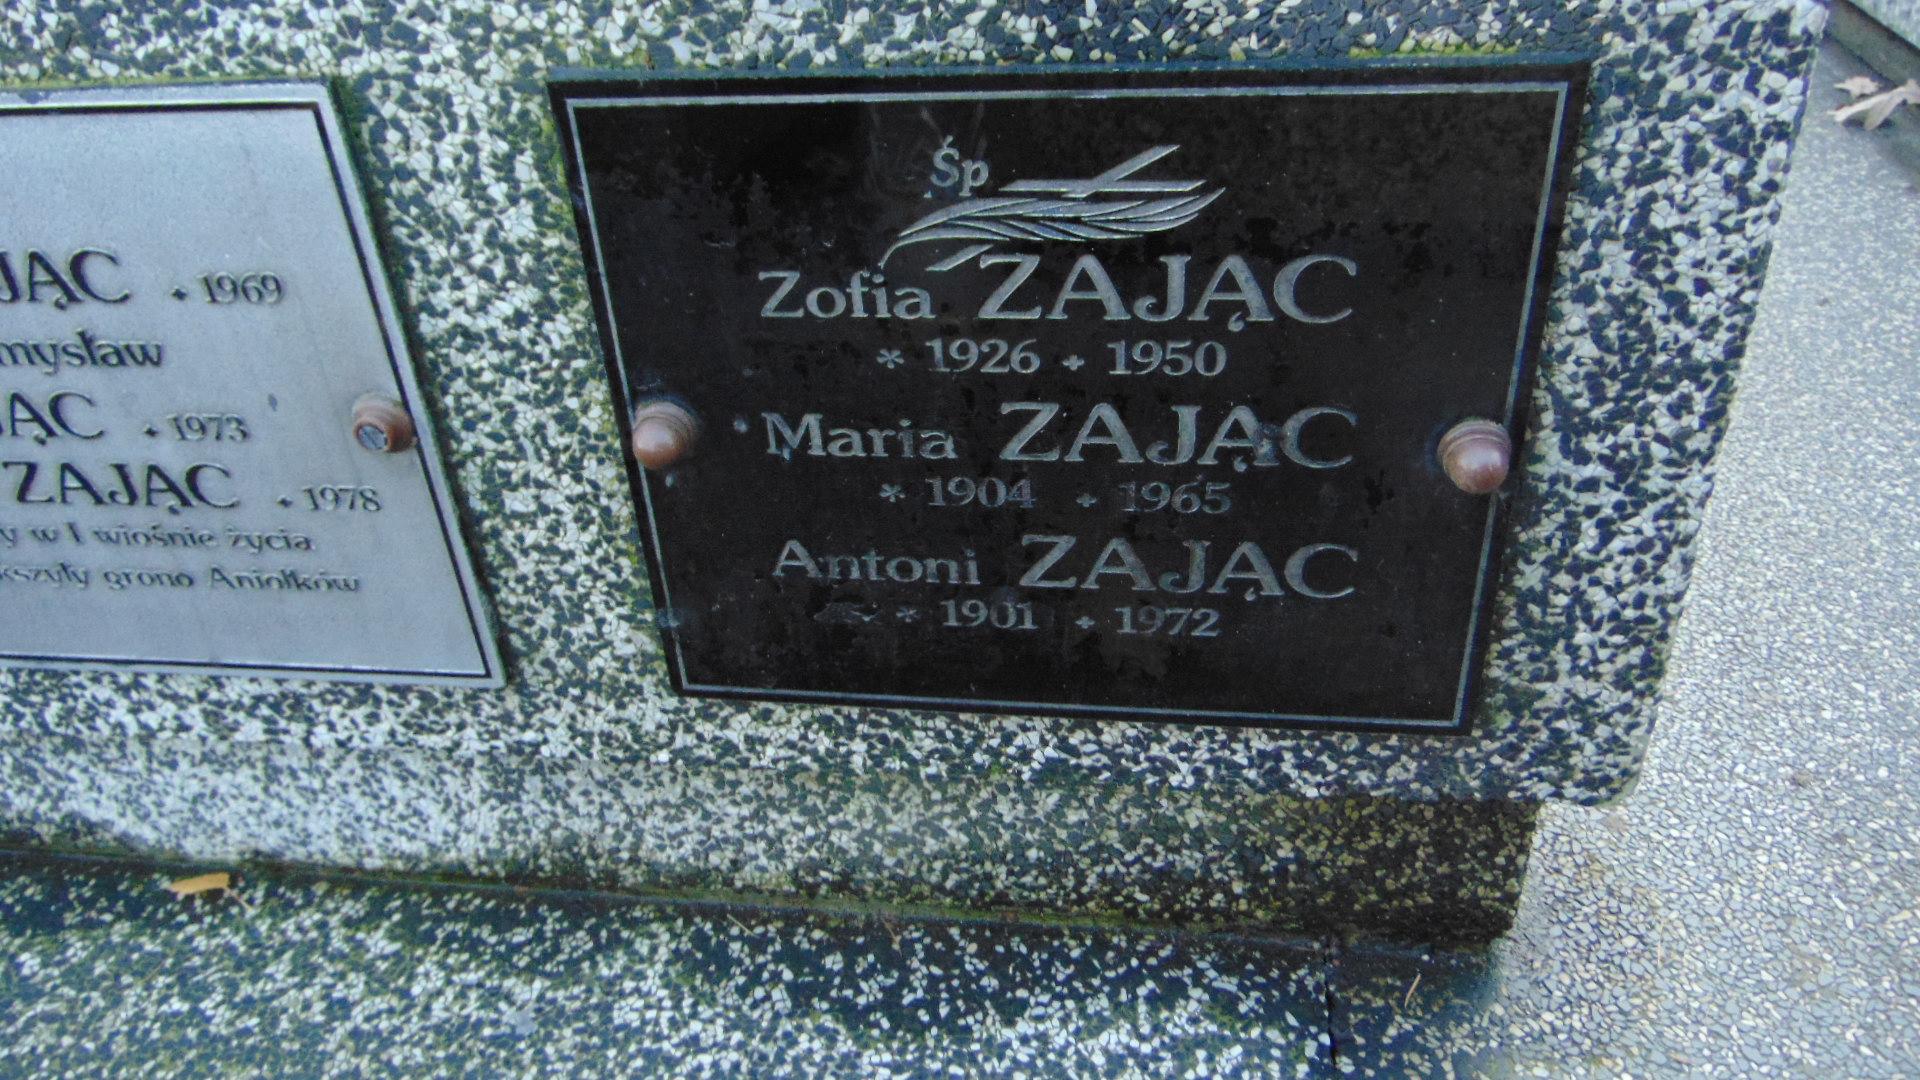 JĄC + 1969
mysław
ĄC + 1973
ZAJĄC + 1978
y w I wiośnie życia
kszyły grono Aniołków
Śp
Zofia ZAJĄC
* 1926 + 1950
Maria ZAJĄC
* 1904 + 1965
Antoni ZAJĄC
* 1901 + 1972